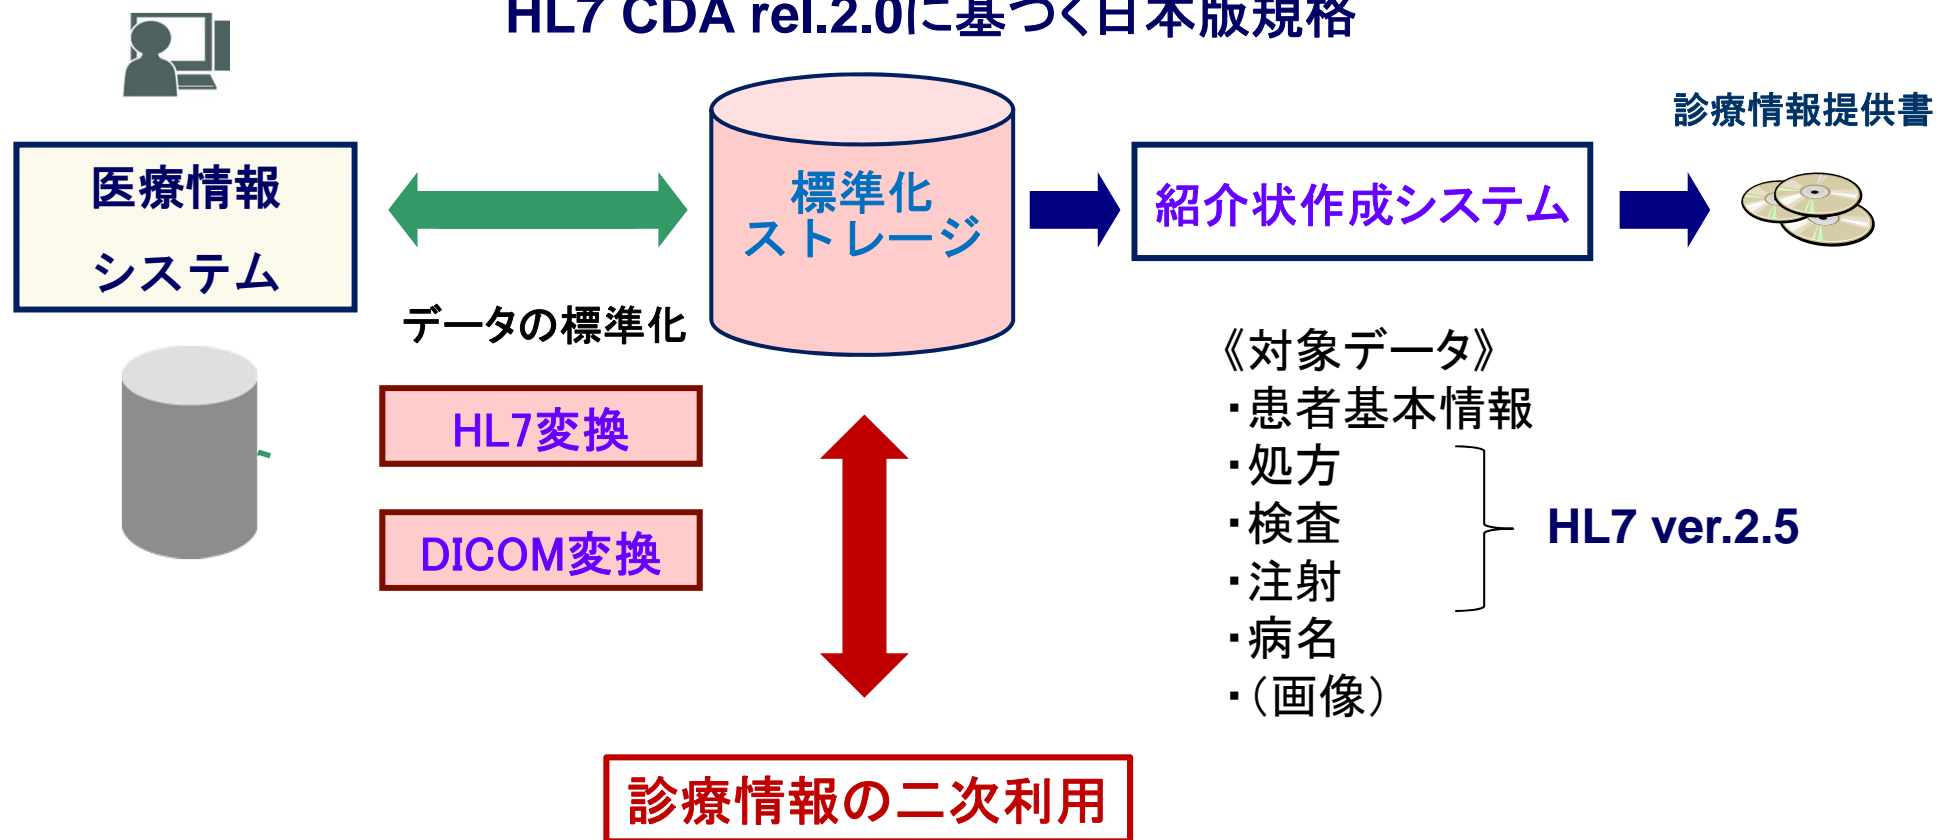 HL7 CDA rel.2.0に基づく日本版規格
診療情報提供書
医療情報
システム
標準化
ストレージ
紹介状作成システム
データの標準化
HL7変換
DICOM変換
《対象データ》
・患者基本情報
・処方
・検査
・注射
・病名
・(画像)
HL7 ver.2.5
診療情報の二次利用